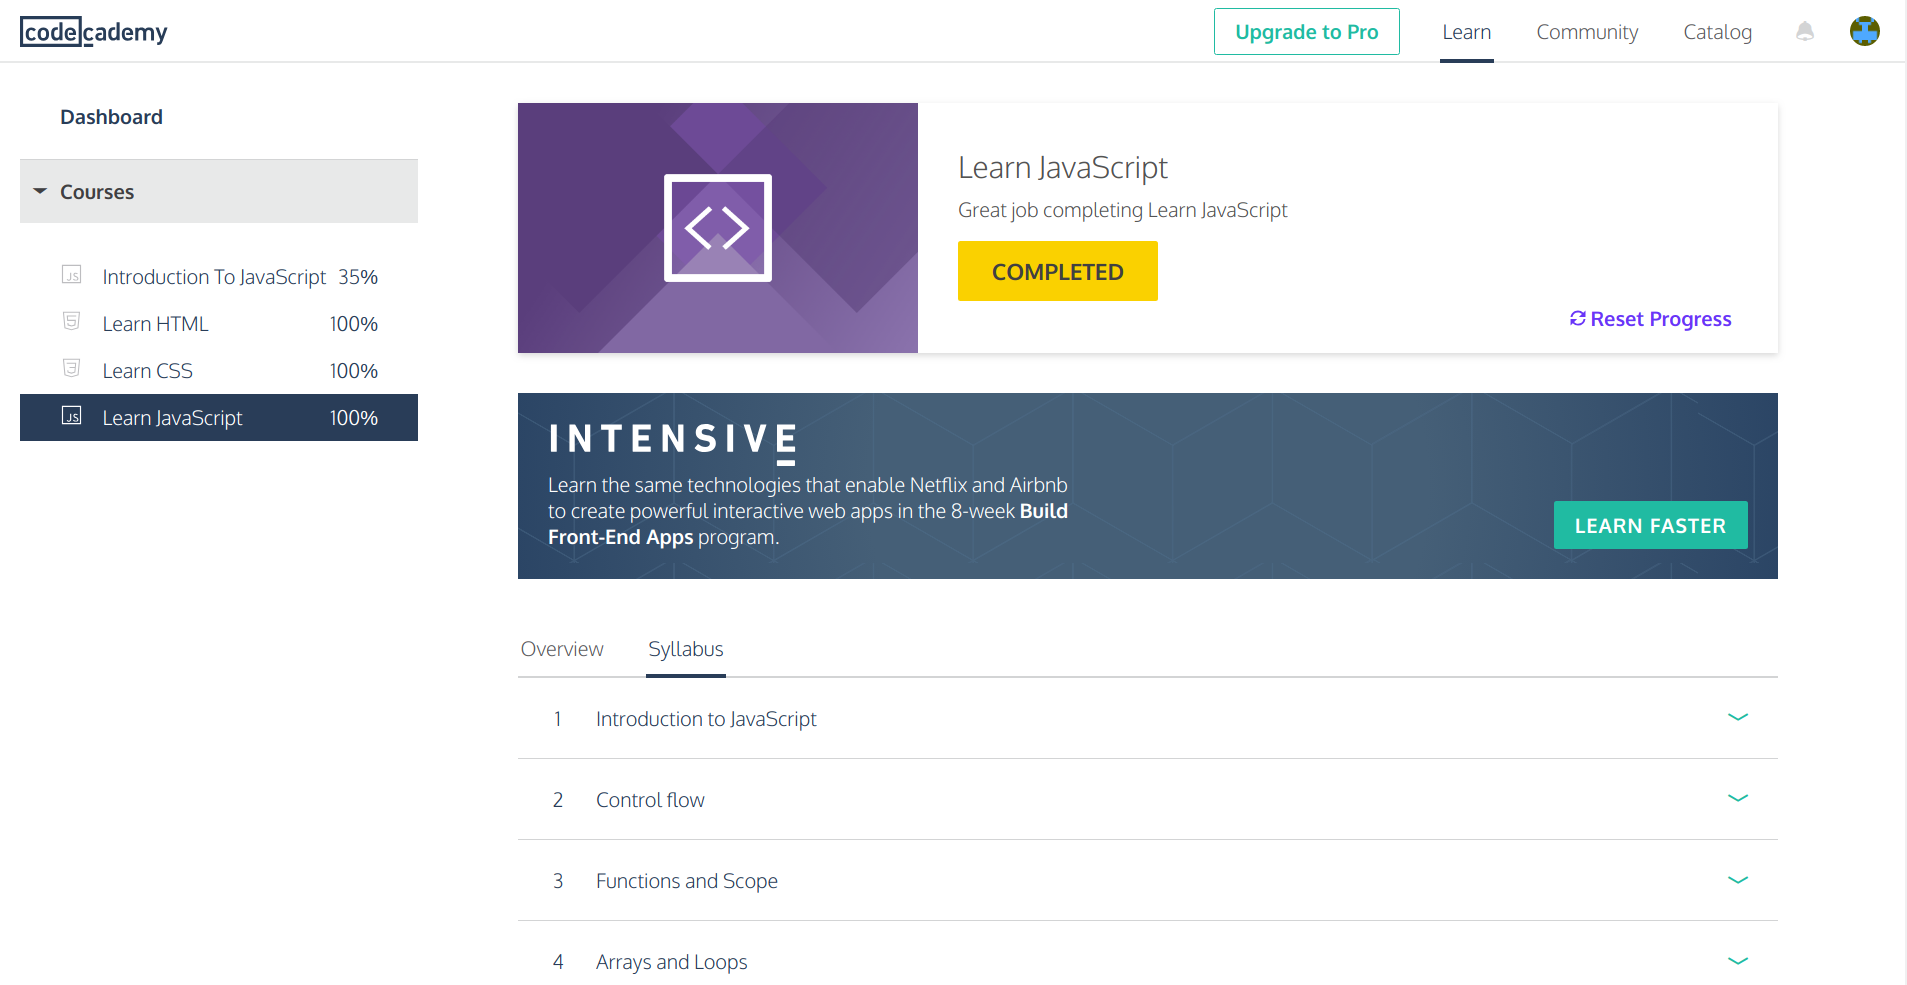 codecademy
Upgrade to Pro
Learn
Community
Catalog
Dashboard
Courses
JS Introduction To JavaScript 35%
5 Learn HTML 100%
3 Learn CSS 100%
JS Learn JavaScript 100%
Learn JavaScript
Great job completing Learn JavaScript
COMPLETED
Reset Progress
INTENSIVE
Learn the same technologies that enable Netflix and Airbnb
to create powerful interactive web apps in the 8-week Build
Front-End Apps program.
LEARN FASTER
Overview
Syllabus
1 Introduction to JavaScript
2 Control flow
3 Functions and Scope
4 Arrays and Loops